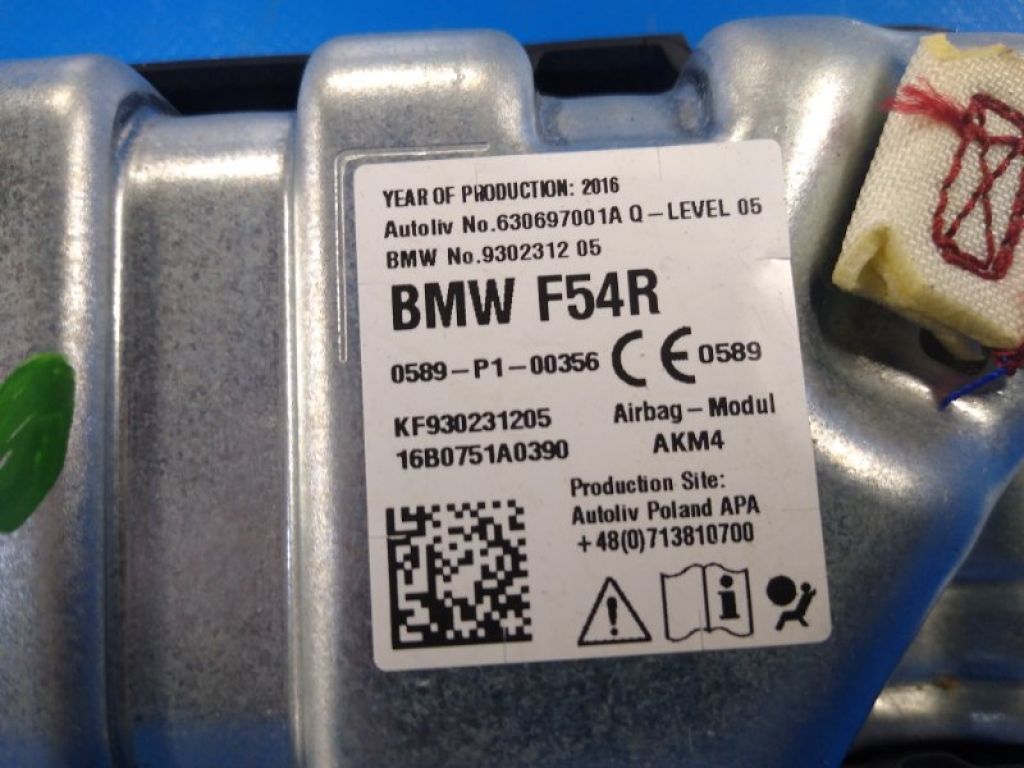 YEAR OF PRODUCTION: 2016
Autoliv No.630697001A Q-LEVEL 05
BMW No.9302312 05
BMW F54R
0589-P1-00356 CE 0589
KF930231205
16B0751A0390
Airbag-Modul
AKM4
Production Site:
Autoliv Poland APA
+48(0)713810700